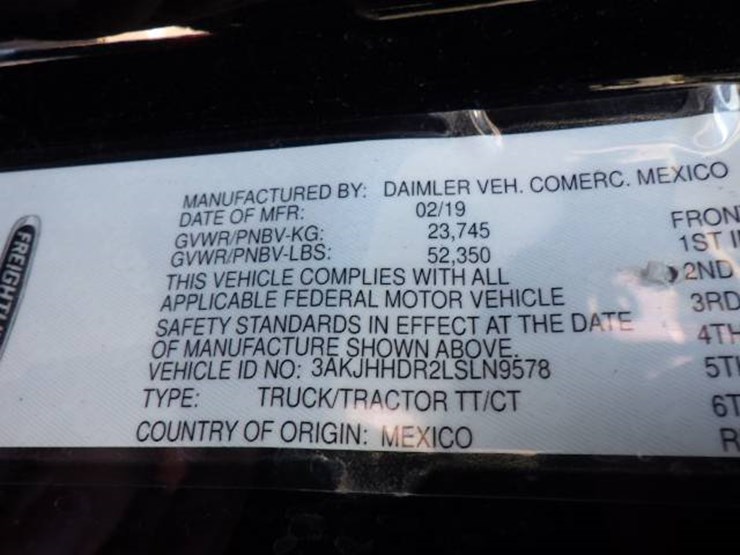 MANUFACTURED BY: DAIMLER VEH. COMERC. MEXICO
DATE OF MFR: 02/19
GVWR/PNBV-KG: 23,745
GVWR/PNBV-LBS: 52,350
THIS VEHICLE COMPLIES WITH ALL
APPLICABLE FEDERAL MOTOR VEHICLE
SAFETY STANDARDS IN EFFECT AT THE DATE
OF MANUFACTURE SHOWN ABOVE.
VEHICLE ID NO: 3AKJHHDR2LSLN9578
TYPE: TRUCK/TRACTOR TT/CT
COUNTRY OF ORIGIN: MEXICO
FREIGHTL
FRON
1ST I
2ND
3RD
4TH
5TH
6T
R